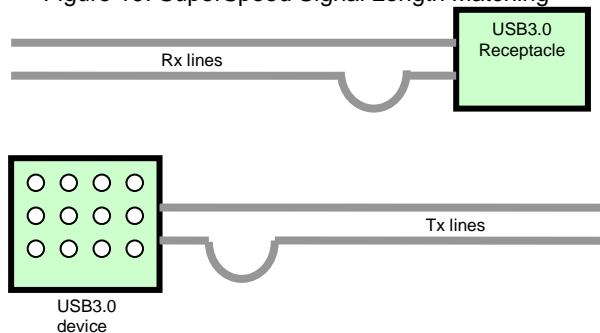 Figure 10. SuperSpeed Signal Length Matching
USB3.0
Receptacle
Rx lines
Tx lines
USB3.0
device